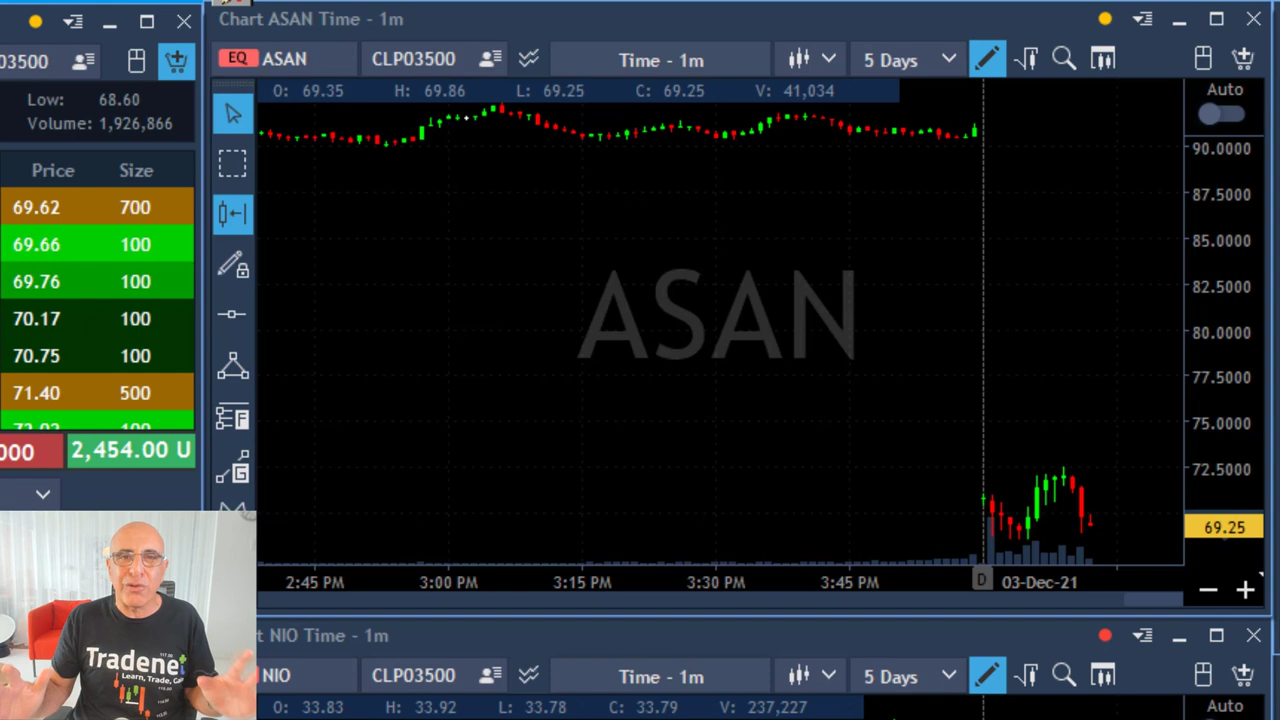 Chart ASAN Time - 1m
03500
EQ ASAN
CLP03500
Time - 1m
5 Days
Low: 68.60
Volume: 1,926,866
O: 69.35 H: 69.86 L: 69.25 C: 69.25 V: 41,034
Auto
Price Size
69.62 700
69.66 100
69.76 100
70.17 100
70.75 100
71.40 500
000
2,454.00 U
ASAN
F
G
90.0000
87.5000
85.0000
82.5000
80.0000
77.5000
75.0000
72.5000
69.25
2:45 PM 3:00 PM 3:15 PM 3:30 PM 3:45 PM D 03-Dec-21
t NIO Time - 1m
NIO
CLP03500
Time - 1m
5 Days
O: 33.83 H: 33.92 L: 33.78 C: 33.79 V: 237,227
Auto
Tradenet
Learn, Trade, Ga